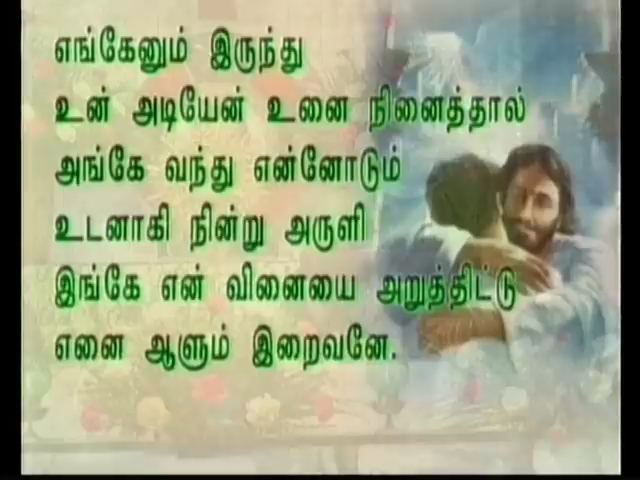 எங்கேனும் இருந்து
உன் அடியேன் உனை நினைத்தால்
அங்கே வந்து என்னோடும்
உடனாகி நின்று அருளி
இங்கே என் வினையை அறுத்திட்டு
எனை ஆளும் இறைவனே.